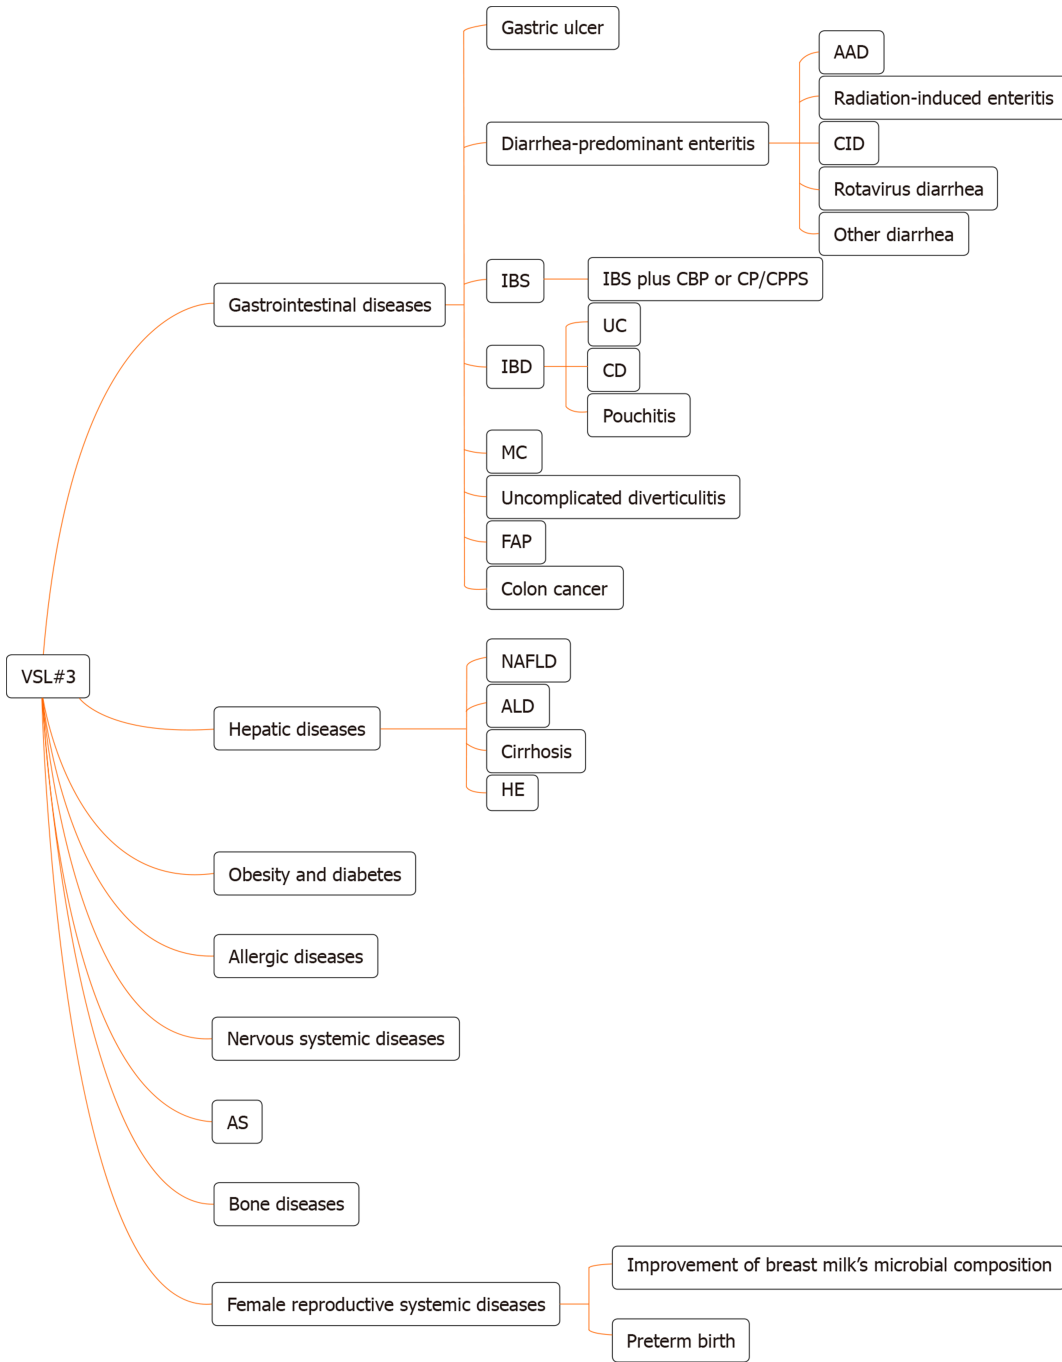 VSL#3
Gastrointestinal diseases
Gastric ulcer
Diarrhea-predominant enteritis
AAD
Radiation-induced enteritis
CID
Rotavirus diarrhea
Other diarrhea
IBS
IBS plus CBP or CP/CPPS
IBD
UC
CD
Pouchitis
MC
Uncomplicated diverticulitis
FAP
Colon cancer
Hepatic diseases
NAFLD
ALD
Cirrhosis
HE
Obesity and diabetes
Allergic diseases
Nervous systemic diseases
AS
Bone diseases
Female reproductive systemic diseases
Improvement of breast milk’s microbial composition
Preterm birth